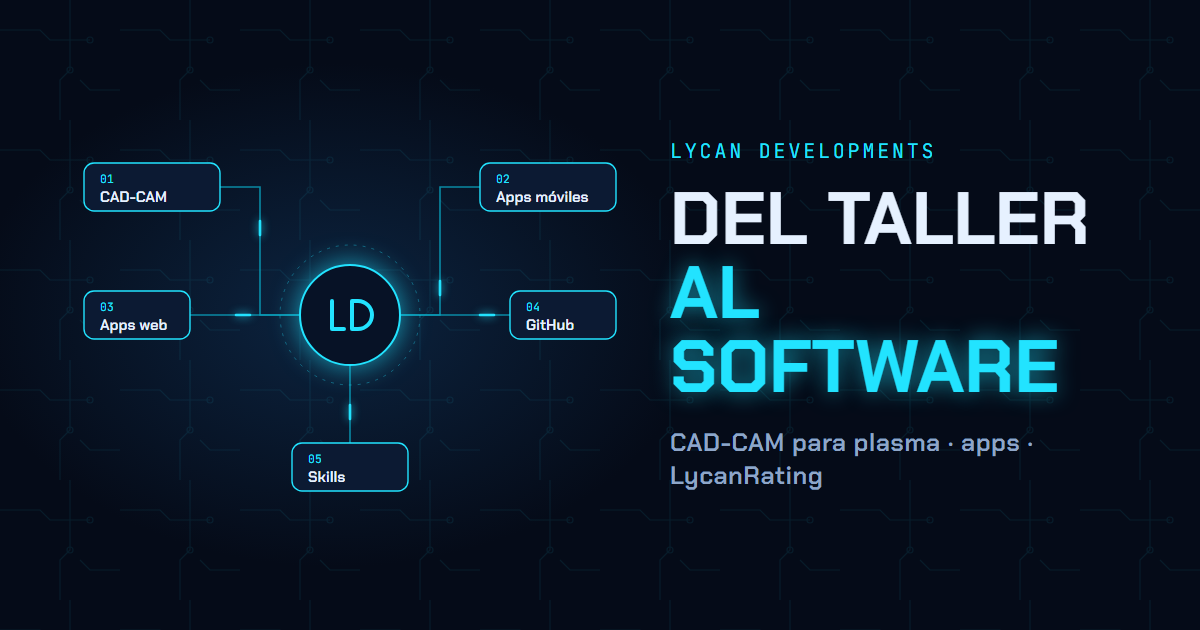 01
CAD-CAM
02
Apps móviles
03
Apps web
LD
04
GitHub
05
Skills
LYCAN DEVELOPMENTS
DEL TALLER
AL
SOFTWARE
CAD-CAM para plasma · apps ·
LycanRating